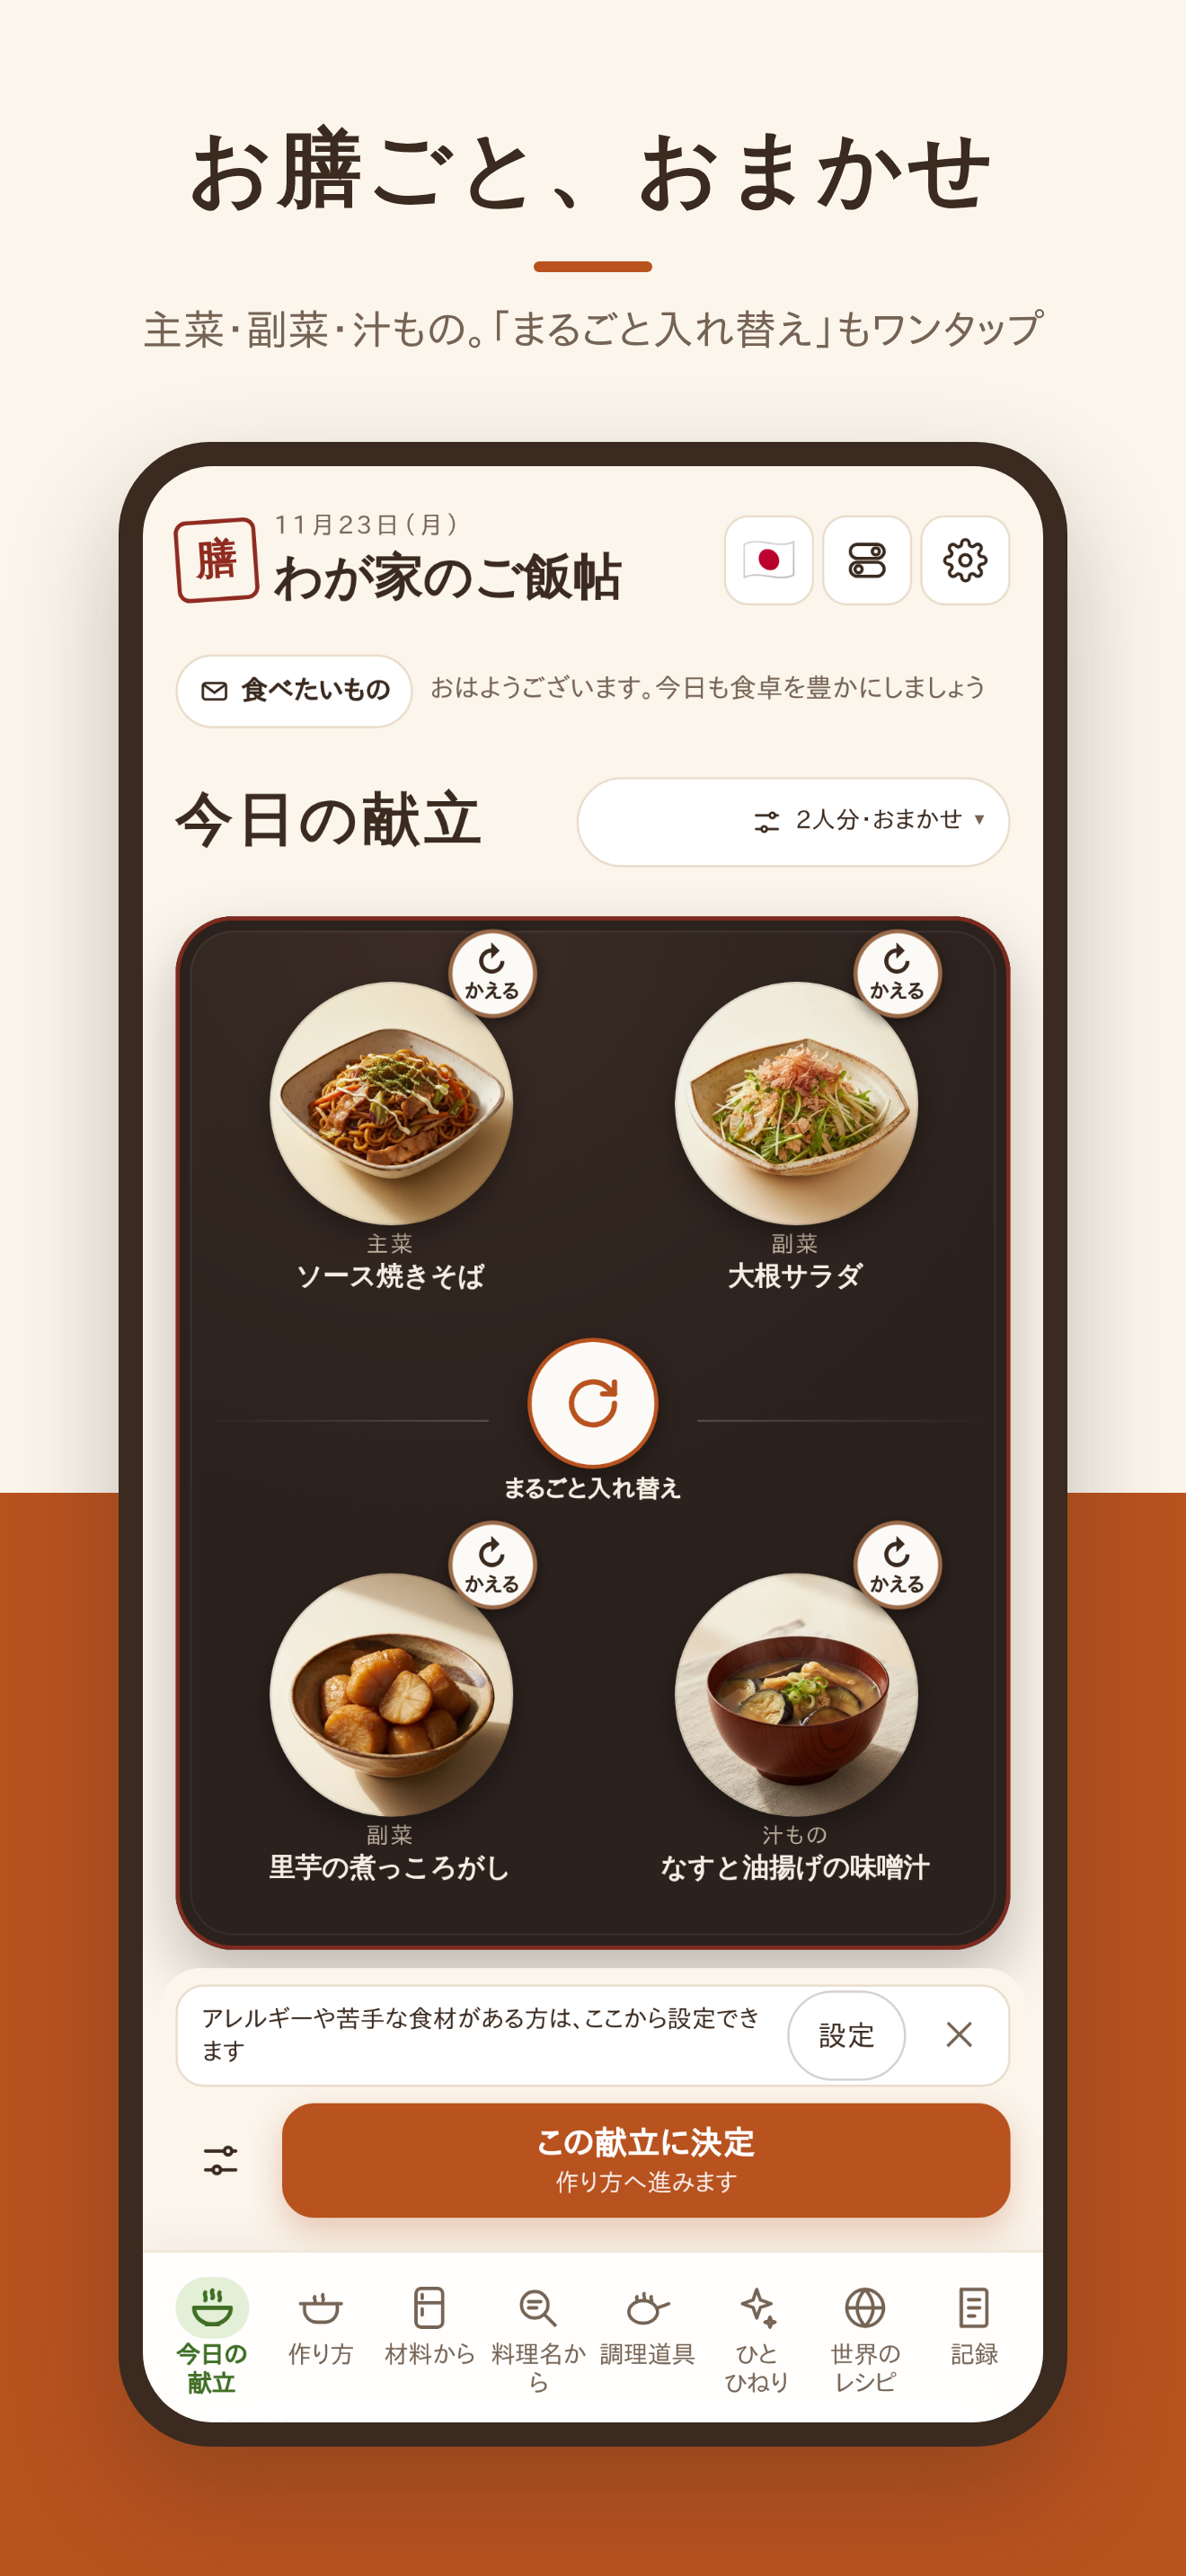 お膳ごと、おまかせ
主菜・副菜・汁もの。「まるごと入れ替え」もワンタップ
膳
11月23日(月)
わが家のご飯帖
食べたいもの
おはようございます。今日も食卓を豊かにしましょう
今日の献立
2人分・おまかせ ▾
かえる
かえる
主菜
ソース焼きそば
副菜
大根サラダ
まるごと入れ替え
かえる
かえる
副菜
里芋の煮っころがし
汁もの
なすと油揚げの味噌汁
アレルギーや苦手な食材がある方は、ここから設定でき
ます
設定
この献立に決定
作り方へ進みます
今日の
献立
作り方
材料から
料理名か
ら
調理道具
ひと
ひねり
世界の
レシピ
記録